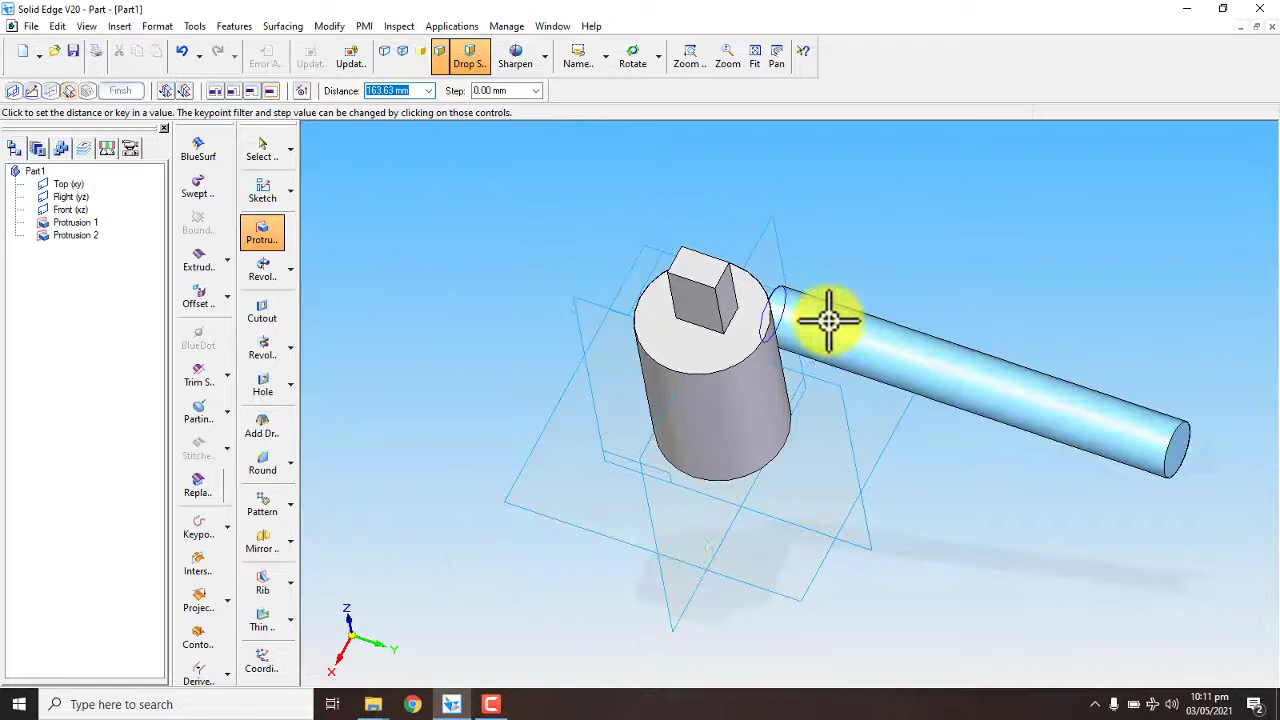 Solid Edge V20 - Part - [Part1]
File Edit View Insert Format Tools Features Surfacing Modify PMI Inspect Applications Manage Window Help
Error A... Updat.. Updat.. Drop S.. Sharpen Name.. Rotate Zoom .. Zoom Fit Pan
Finish Distance: 163.63 mm Step: 0.00 mm
Click to set the distance or key in a value. The keypoint filter and step value can be changed by clicking on those controls.
Part1
Top (xy)
Right (yz)
Front (xz)
Protrusion 1
Protrusion 2
BlueSurf
Swept ..
Bound..
Extrud..
Offset ..
BlueDot
Trim S..
Partin..
Stitche..
Repla..
Keypo..
Inters..
Projec..
Conto..
Derive..
Select ..
Sketch
Protru..
Revol..
Cutout
Revol..
Hole
Add Dr..
Round
Pattern
Mirror ..
Rib
Thin ..
Coordi..
Z
Y
X
Type here to search
10:11 pm
03/05/2021
2